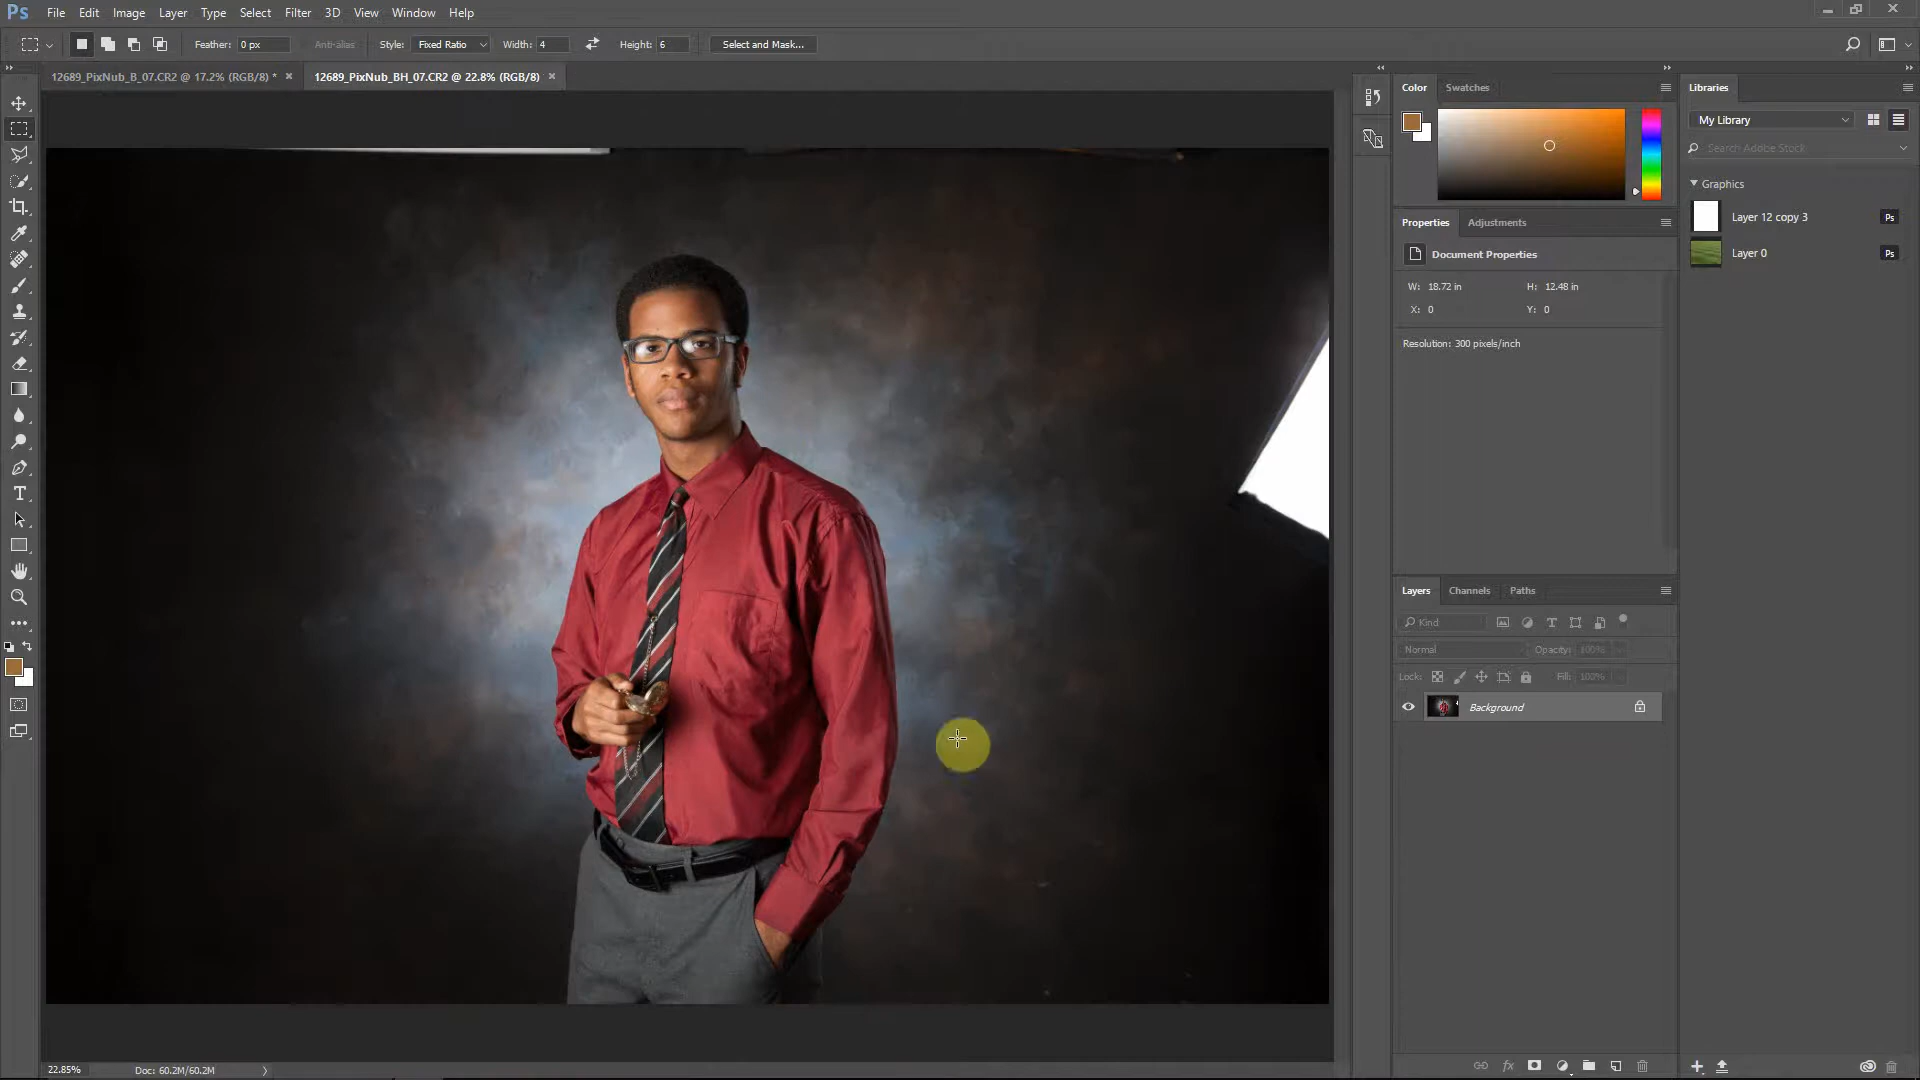 Ps File Edit Image Layer Type Select Filter 3D View Window Help
Feather: 0 px Anti-alias Style: Fixed Ratio Width: 4 Height: 6 Select and Mask...
12689_PixNub_B_07.CR2 @ 17.2% (RGB/8) * × 12689_PixNub_BH_07.CR2 @ 22.8% (RGB/8) ×
Color Swatches
Libraries
My Library
Search Adobe Stock
Graphics
Layer 12 copy 3 Ps
Layer 0 Ps
Properties Adjustments
Document Properties
W: 18.72 in H: 12.48 in
X: 0 Y: 0
Resolution: 300 pixels/inch
Layers Channels Paths
Kind
Normal Opacity: 100%
Lock: Fill: 100%
Background
22.85% Doc: 60.2M/60.2M